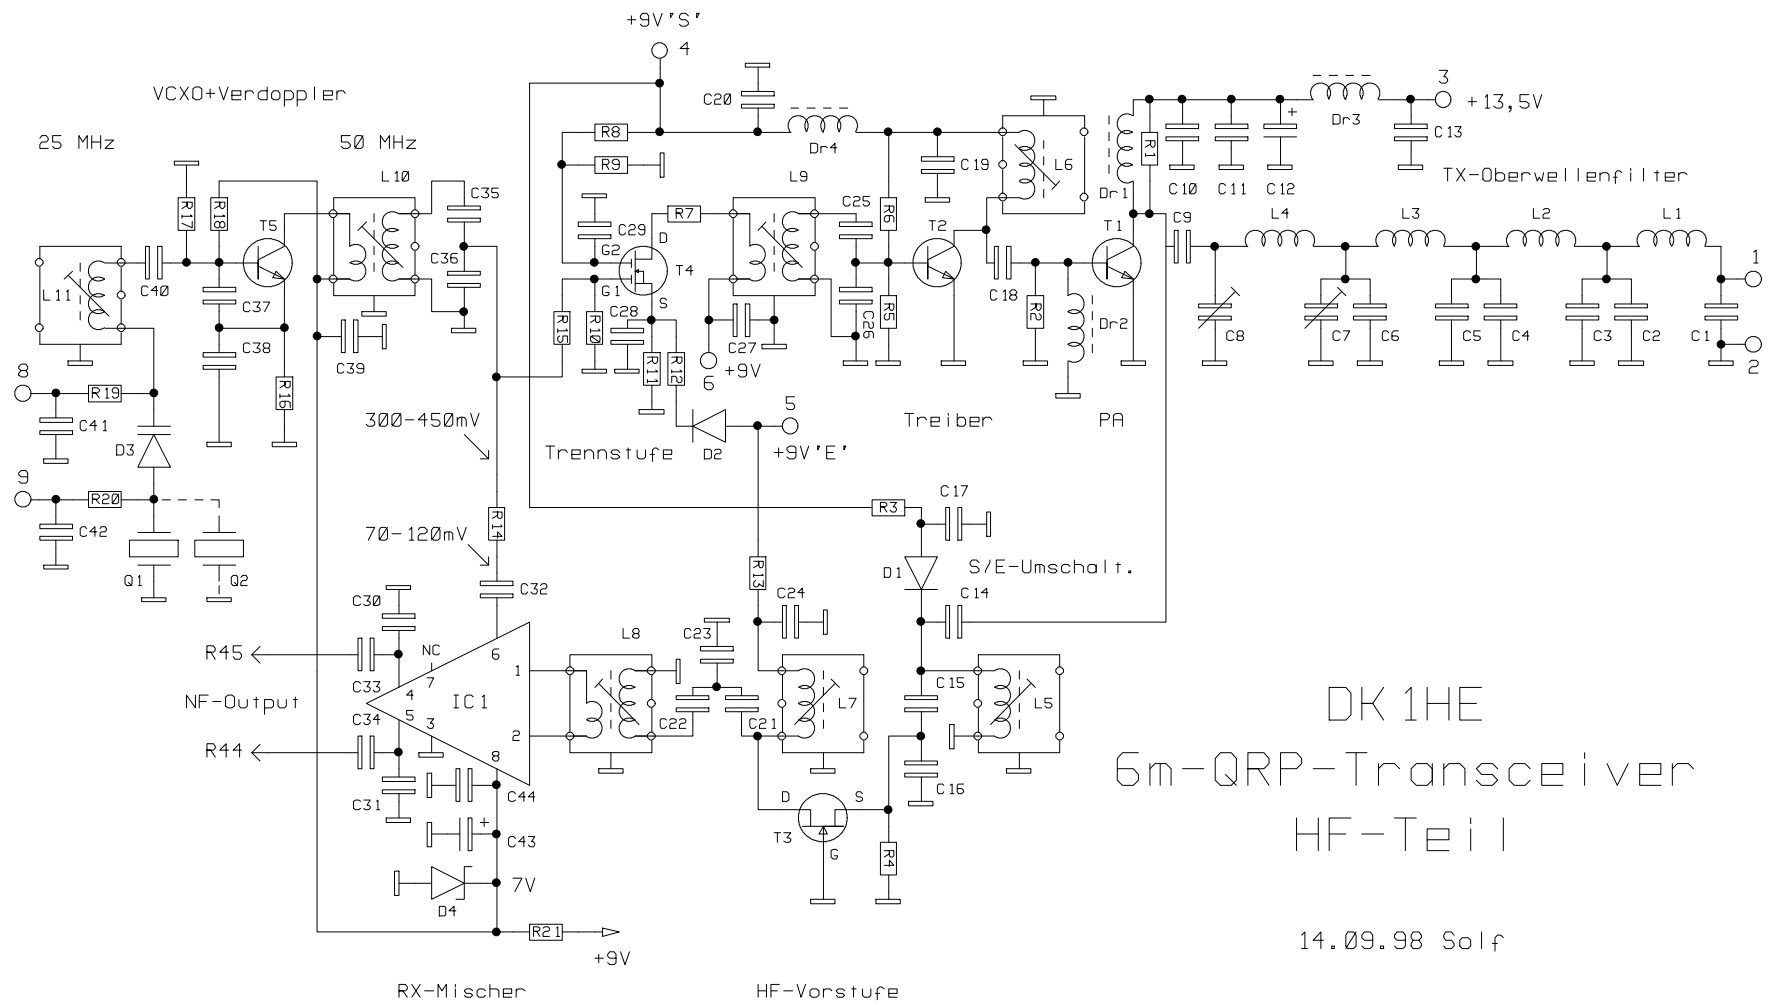 +9V'S'
4
VCXO+Verdoppler
25 MHz
50 MHz
C20
R8
R9
Dr4
C19
L6
Dr1
R1
C10
C11
C12
+
Dr3
3
+13,5V
C13
TX-Oberwellenfilter
R17
R18
T5
L10
C35
C36
L11
C40
C37
C38
R16
C39
C29
G2
D
R7
T4
G1
S
L9
C25
R6
T2
C26
R5
C28
R15
R10
R11
R12
C27
6
+9V
C18
R2
Dr2
T1
C9
L4
L3
L2
L1
1
C8
C7
C6
C5
C4
C3
C2
C1
2
8
R19
C41
D3
9
R20
C42
Q1
Q2
300-450mV
Trennstufe
D2
5
+9V'E'
Treiber
PA
R14
70-120mV
C32
R3
C17
D1
S/E-Umschalt.
R13
C24
C14
C30
R45
C33
NC
7
6
4
1
NF-Output
IC1
C34
5
3
2
R44
8
C31
C44
+
C43
7V
D4
R21
+9V
L8
C23
C22
C21
L7
C15
L5
C16
D
S
T3
G
R4
DK1HE
6m-QRP-Transceiver
HF-Teil
14.09.98 Solf
RX-Mischer
HF-Vorstufe